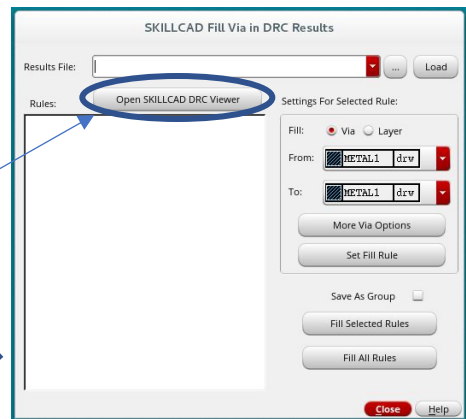 SKILLCAD Fill Via in DRC Results
Results File: ... Load
Rules: Open SKILLCAD DRC Viewer Settings For Selected Rule:
Fill: Via Layer
From: METAL1 drw
To: METAL1 drw
More Via Options
Set Fill Rule
Save As Group
Fill Selected Rules
Fill All Rules
Close Help